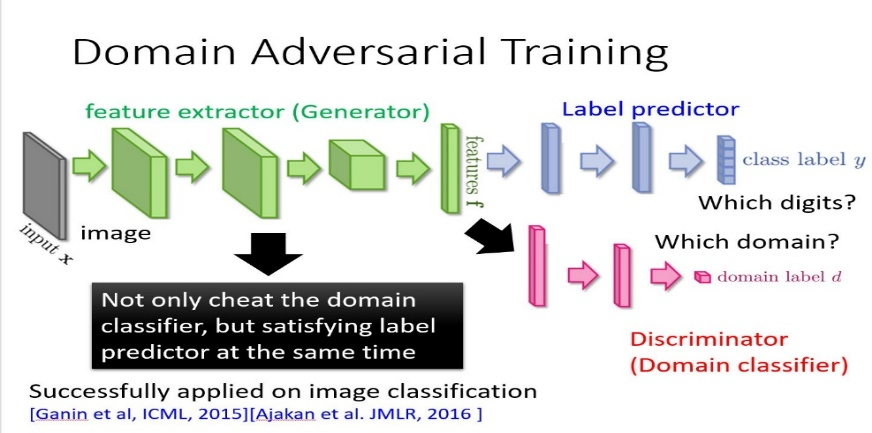 Domain Adversarial Training
feature extractor (Generator)
Label predictor
features f
class label y
Which digits?
input x
image
Which domain?
domain label d
Not only cheat the domain
classifier, but satisfying label
predictor at the same time
Discriminator
(Domain classifier)
Successfully applied on image classification
[Ganin et al, ICML, 2015][Ajakan et al. JMLR, 2016 ]